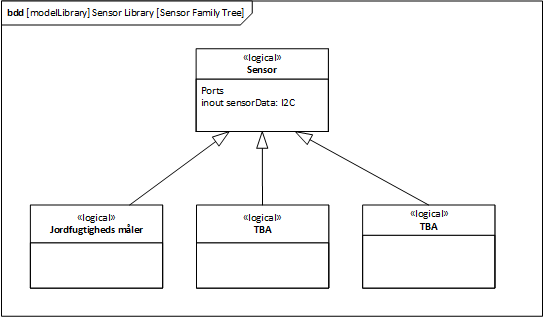 bdd [modelLibrary] Sensor Library [Sensor Family Tree]
«logical»
Sensor
Ports
inout sensorData: I2C
«logical»
Jordfugtigheds måler
«logical»
TBA
«logical»
TBA